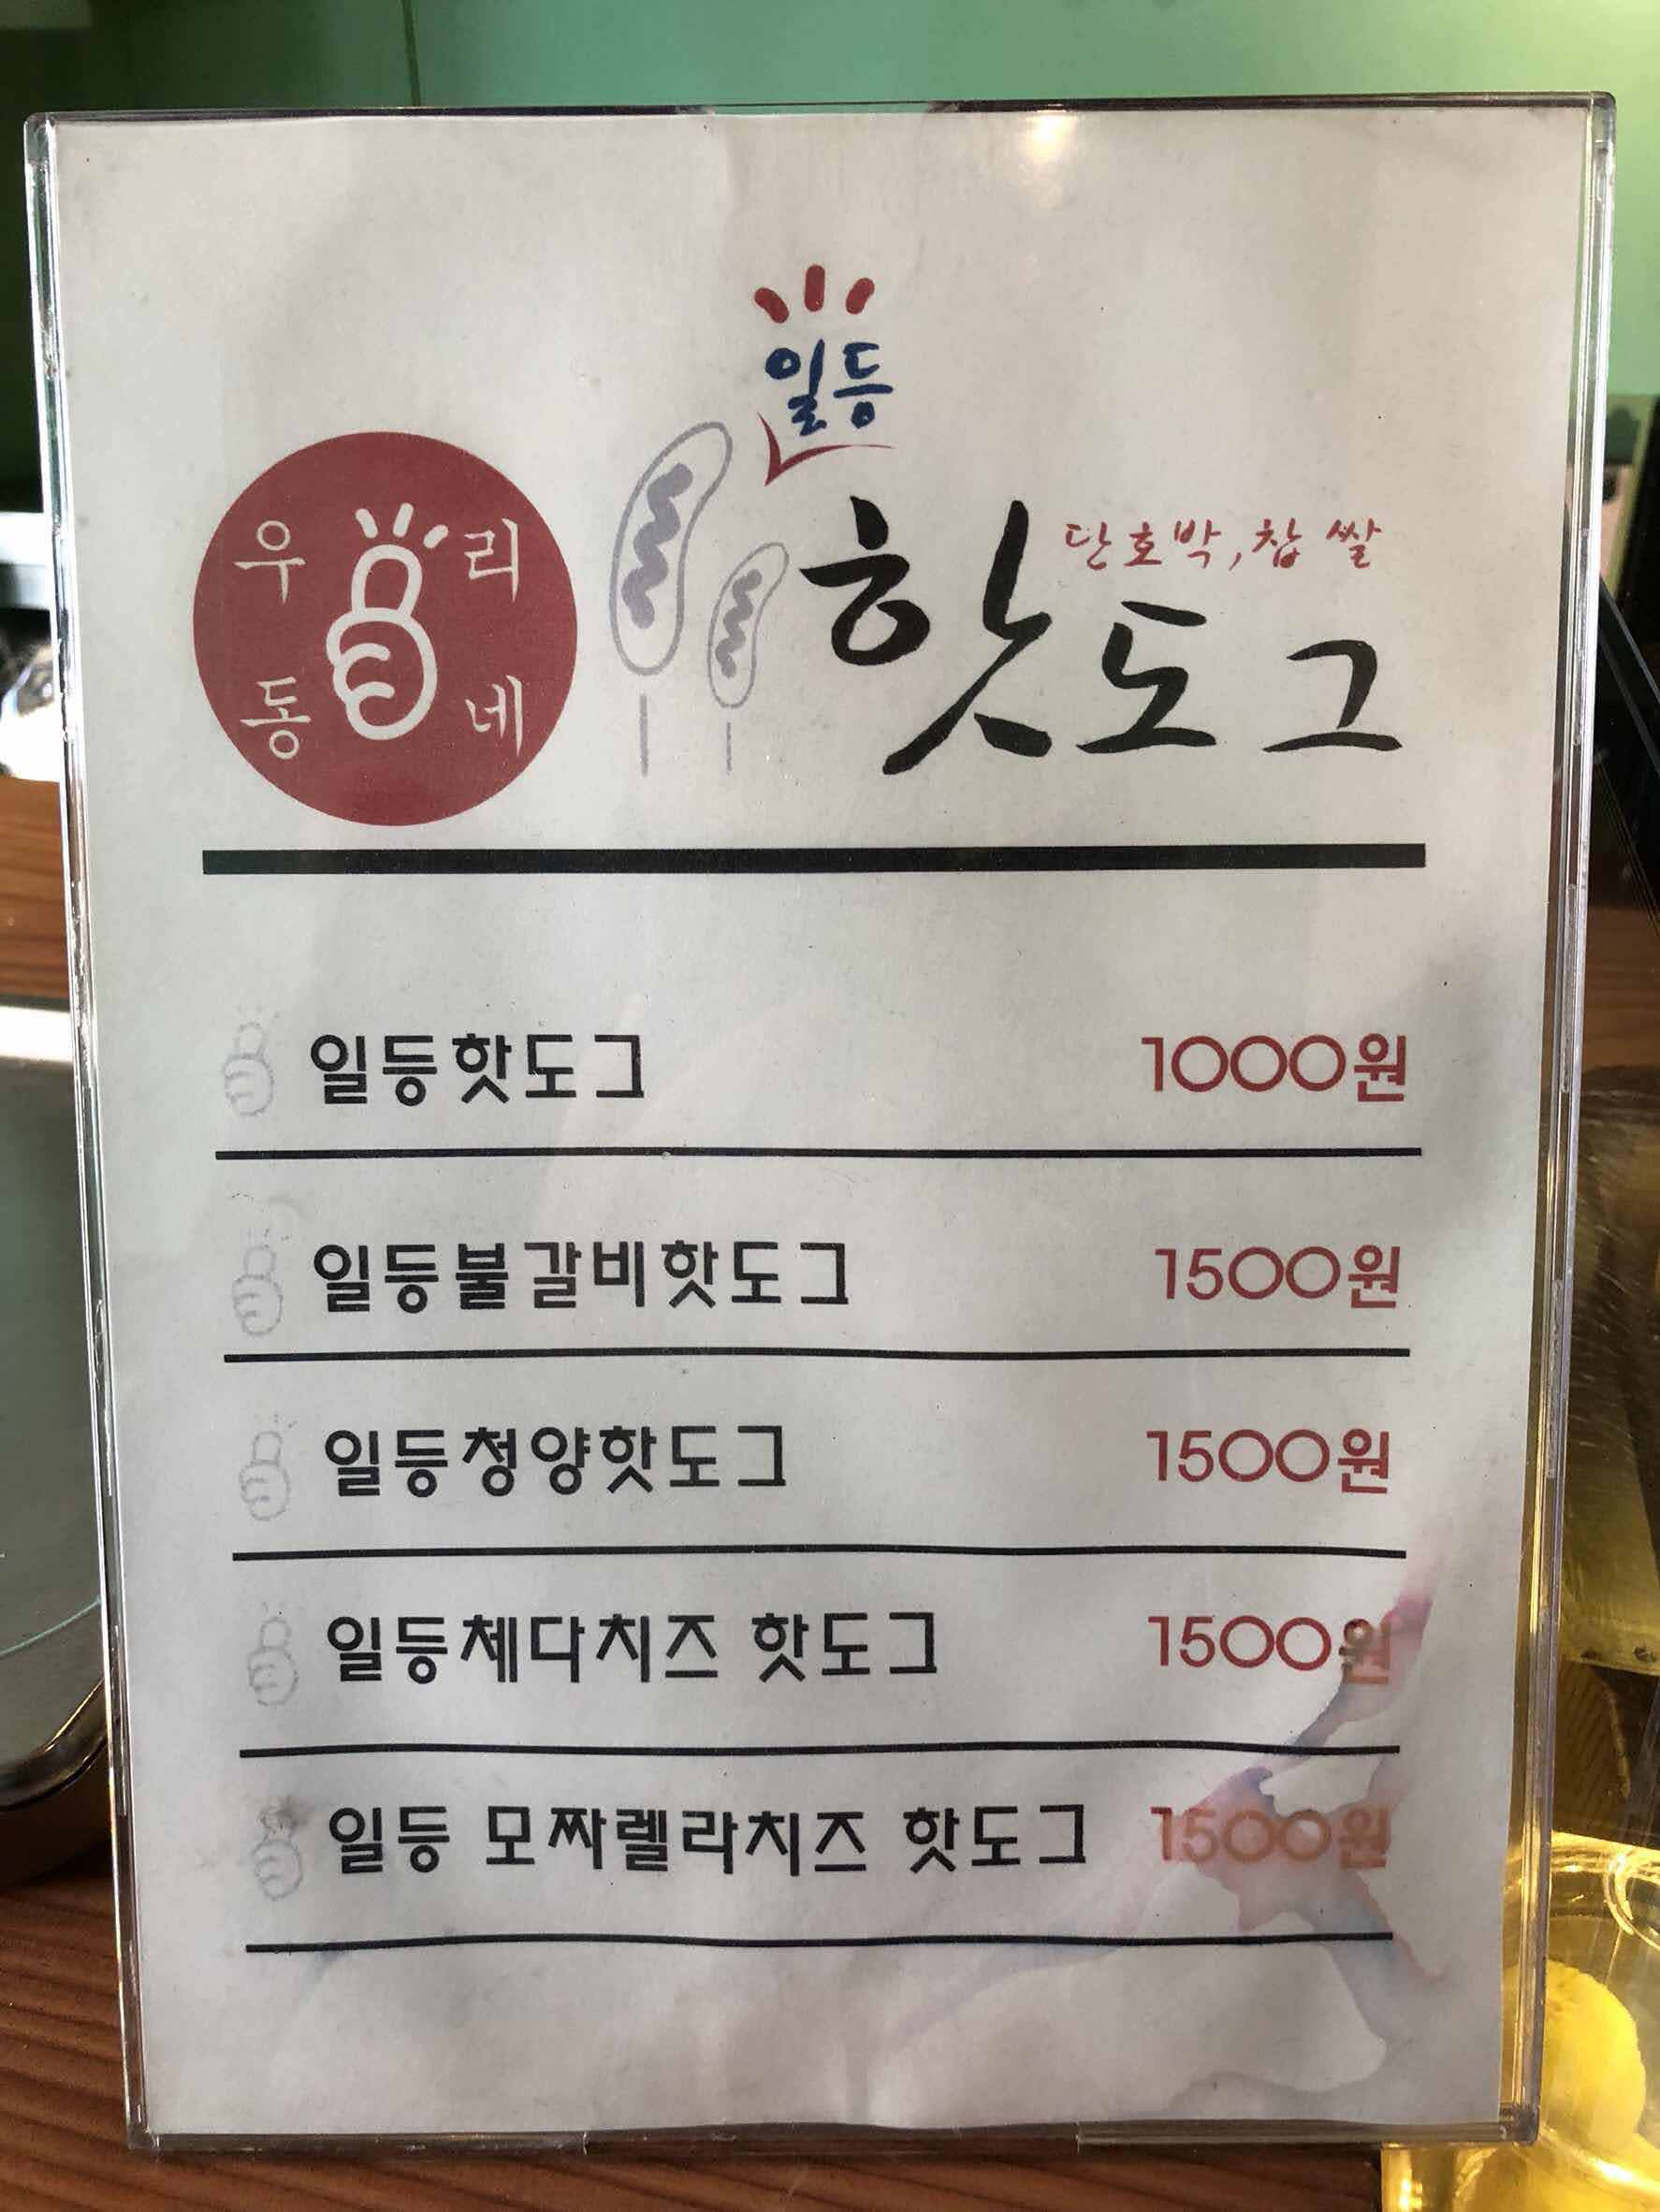 일등
우리
동네
단호박, 찹쌀
핫도그
일등핫도그 1000원
일등불갈비핫도그 1500원
일등청양핫도그 1500원
일등체다치즈 핫도그 1500원
일등 모짜렐라치즈 핫도그 1500원